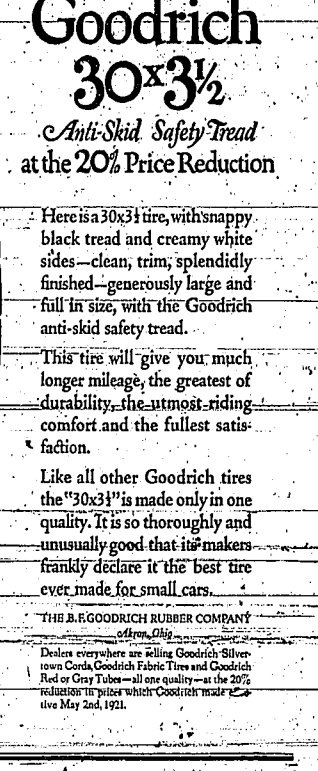 Goodrich
30x3½
Anti-Skid Safety-Tread
at the 20% Price Reduction
Here is a 30x3½ tire, with snappy
black tread and creamy white
sides—clean, trim, splendidly
finished—generously large and
full in size, with the Goodrich
anti-skid safety tread.
This tire will give you much
longer mileage, the greatest of
durability, the utmost riding
comfort and the fullest satis-
faction.
Like all other Goodrich tires
the "30x3½" is made only in one
quality. It is so thoroughly and
unusually good that its makers
frankly declare it the best tire
ever made for small cars.
THE B. F. GOODRICH RUBBER COMPANY
Akron, Ohio
Dealers everywhere are selling Goodrich Silver-
town Cords, Goodrich Fabric Tires and Goodrich
Red or Gray Tubes—all one quality—at the 20%
reduction in prices which Goodrich made
tive May 2nd, 1921.